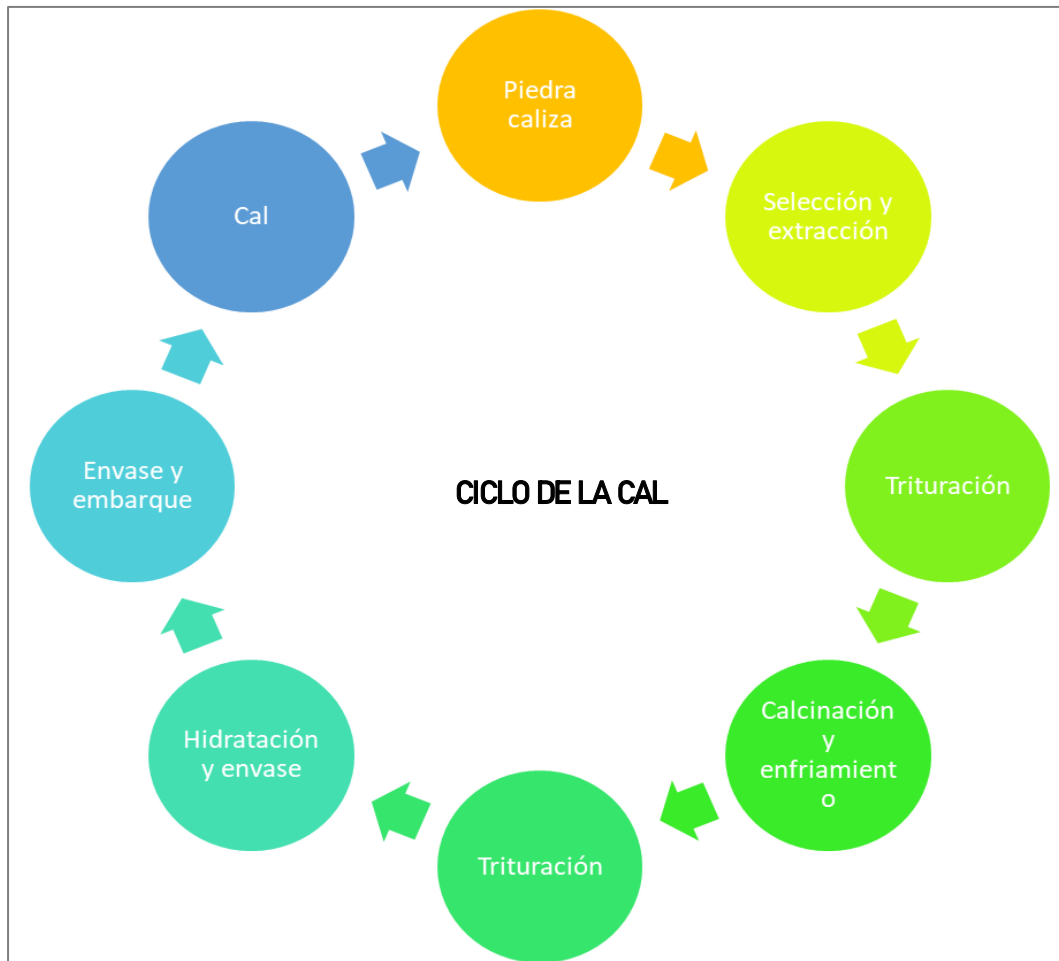 Piedra
caliza
Selección y
extracción
Trituración
Calcinación
y
enfriamient
o
Trituración
Hidratación
y envase
Envase y
embarque
Cal
CICLO DE LA CAL